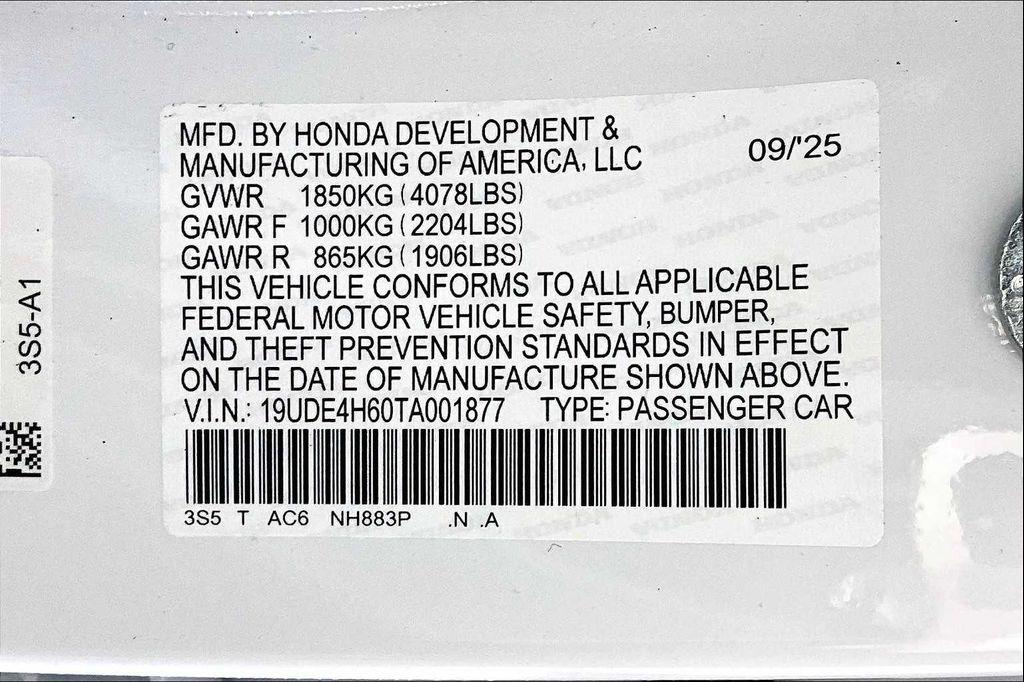 MFD. BY HONDA DEVELOPMENT &
MANUFACTURING OF AMERICA, LLC
09/'25
GVWR 1850KG (4078LBS)
GAWR F 1000KG (2204LBS)
GAWR R 865KG (1906LBS)
THIS VEHICLE CONFORMS TO ALL APPLICABLE
FEDERAL MOTOR VEHICLE SAFETY, BUMPER,
AND THEFT PREVENTION STANDARDS IN EFFECT
ON THE DATE OF MANUFACTURE SHOWN ABOVE.
V.I.N.: 19UDE4H60TA001877 TYPE: PASSENGER CAR
3S5 T AC6 NH883P .N .A
3S5-A1